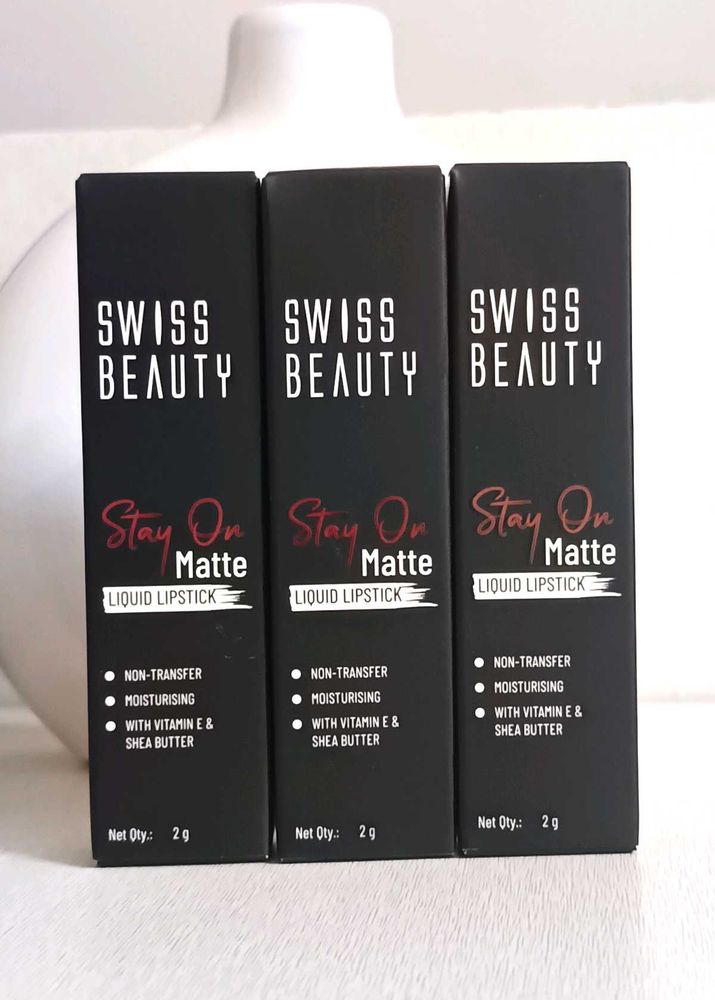 SWISS
BEAUTY
Stay On
Matte
LIQUID LIPSTICK
NON-TRANSFER
MOISTURISING
WITH VITAMIN E &
SHEA BUTTER
Net Qty.: 2 g
SWISS
BEAUTY
Stay On
Matte
LIQUID LIPSTICK
NON-TRANSFER
MOISTURISING
WITH VITAMIN E &
SHEA BUTTER
Net Qty.: 2 g
SWISS
BEAUTY
Stay On
Matte
LIQUID LIPSTICK
NON-TRANSFER
MOISTURISING
WITH VITAMIN E &
SHEA BUTTER
Net Qty.: 2 g